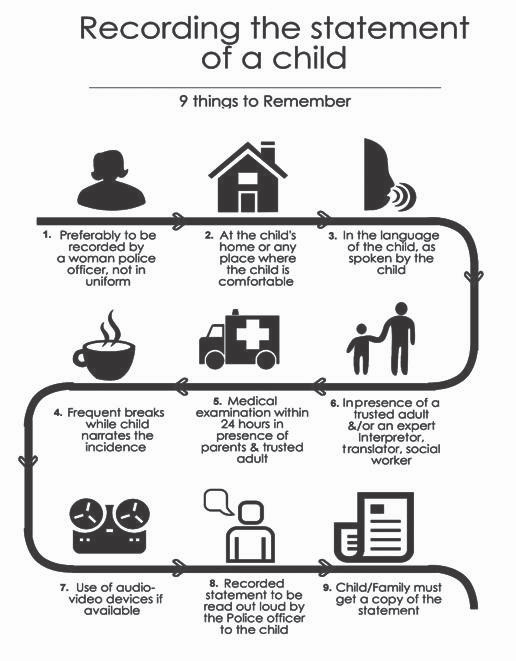 Recording the statement
of a child
9 things to Remember
1. Preferably to be
recorded by
a woman police
officer, not in
uniform
2. At the child's
home or any
place where
the child is
comfortable
3. In the language
of the child, as
spoken by the
child
4. Frequent breaks
while child
narrates the
incidence
5. Medical
examination within
24 hours in
presence of
parents & trusted
adult
6. Inpresence of a
trusted adult
&/or an expert
Interpretor,
translator, social
worker
7. Use of audio-
video devices if
available
8. Recorded
statement to be
read out loud by
the Police officer
to the child
9. Child/Family must
get a copy of the
statement